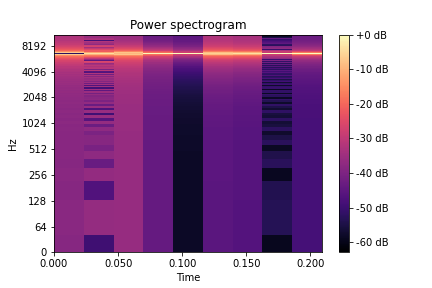 Power spectrogram
8192
4096
2048
1024
512
256
128
64
0
Hz
0.000 0.050 0.100 0.150 0.200
Time
+0 dB
-10 dB
-20 dB
-30 dB
-40 dB
-50 dB
-60 dB